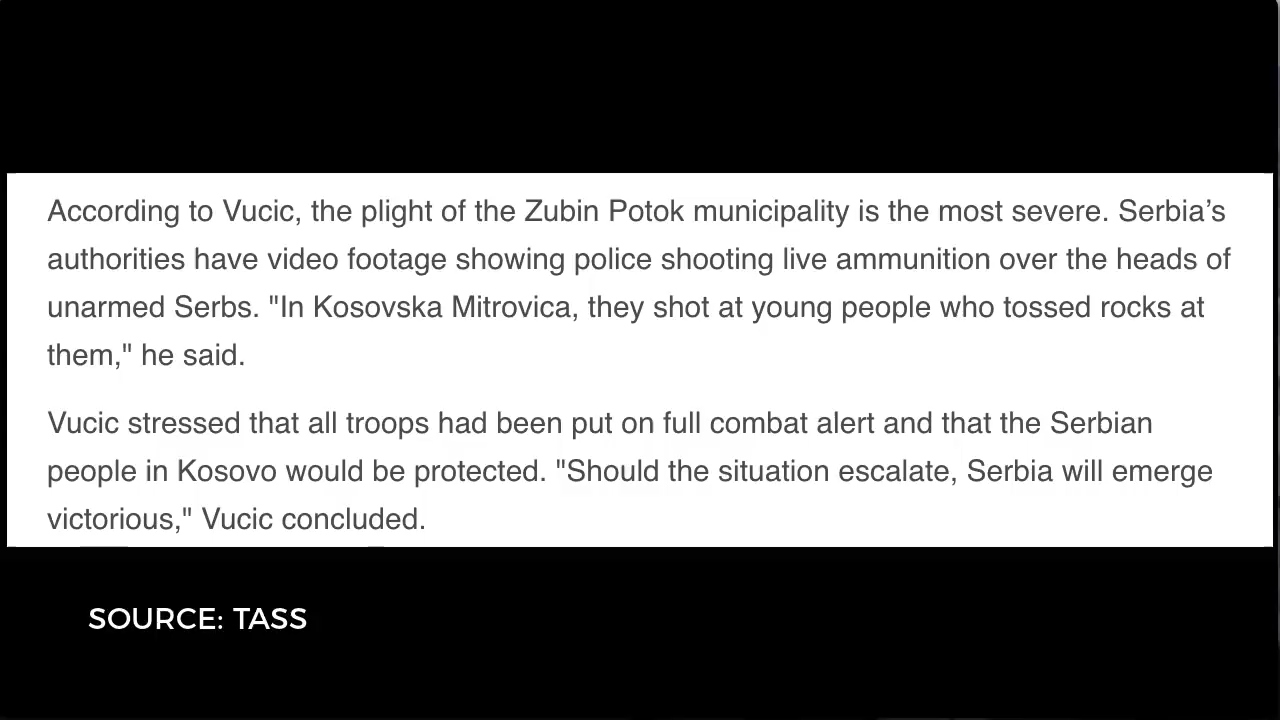 According to Vucic, the plight of the Zubin Potok municipality is the most severe. Serbia’s
authorities have video footage showing police shooting live ammunition over the heads of
unarmed Serbs. "In Kosovska Mitrovica, they shot at young people who tossed rocks at
them," he said.
Vucic stressed that all troops had been put on full combat alert and that the Serbian
people in Kosovo would be protected. "Should the situation escalate, Serbia will emerge
victorious," Vucic concluded.
SOURCE: TASS